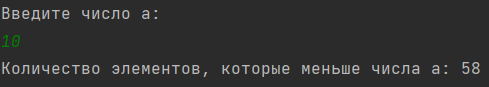 Введите число a:
10
Количество элементов, которые меньше числа a: 58